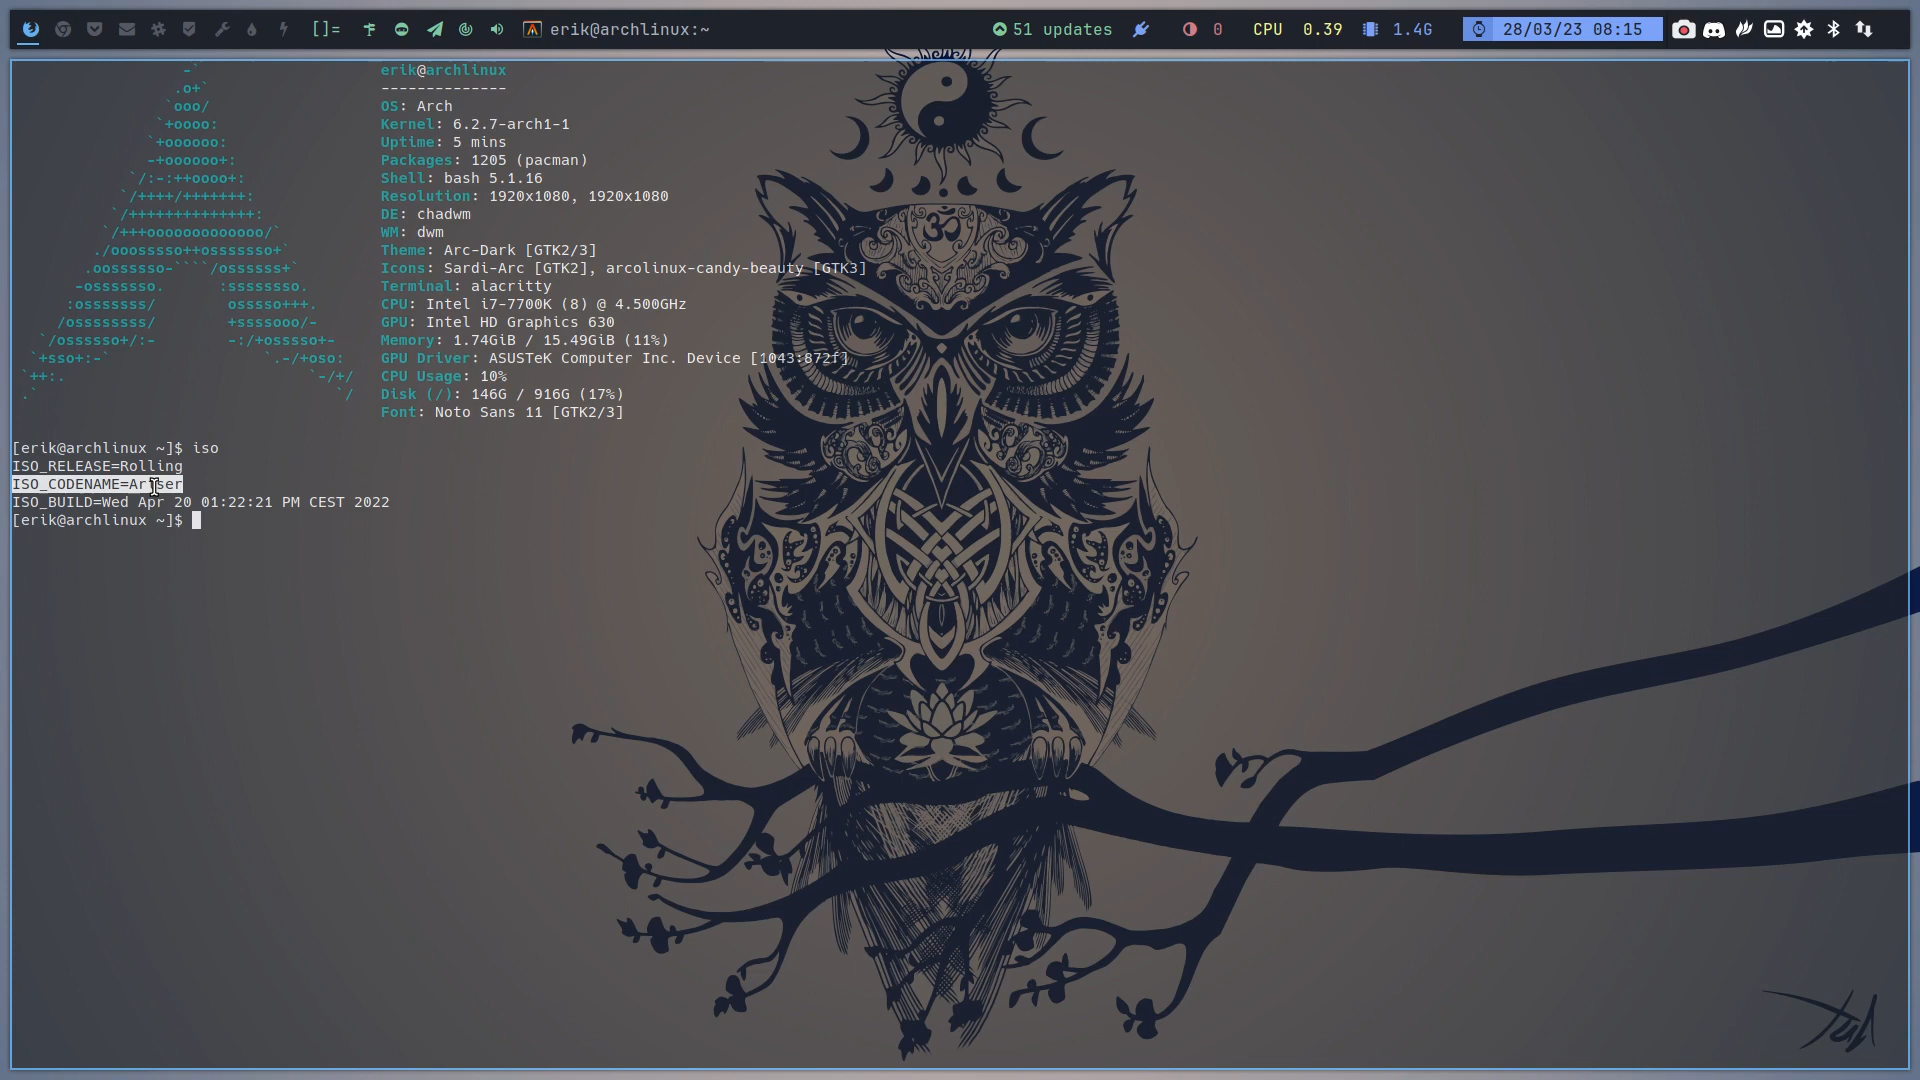 []= erik@archlinux:~ 51 updates 0 CPU 0.39 1.4G 28/03/23 08:15
erik@archlinux
--------------
OS: Arch
Kernel: 6.2.7-arch1-1
Uptime: 5 mins
Packages: 1205 (pacman)
Shell: bash 5.1.16
Resolution: 1920x1080, 1920x1080
DE: chadwm
WM: dwm
Theme: Arc-Dark [GTK2/3]
Icons: Sardi-Arc [GTK2], arcolinux-candy-beauty [GTK3]
Terminal: alacritty
CPU: Intel i7-7700K (8) @ 4.500GHz
GPU: Intel HD Graphics 630
Memory: 1.74GiB / 15.49GiB (11%)
GPU Driver: ASUSTeK Computer Inc. Device [1043:872f]
CPU Usage: 10%
Disk (/): 146G / 916G (17%)
Font: Noto Sans 11 [GTK2/3]
[erik@archlinux ~]$ iso
ISO_RELEASE=Rolling
ISO_CODENAME=
ISO_BUILD=Wed Apr 20 01:22:21 PM CEST 2022
[erik@archlinux ~]$
ॐ